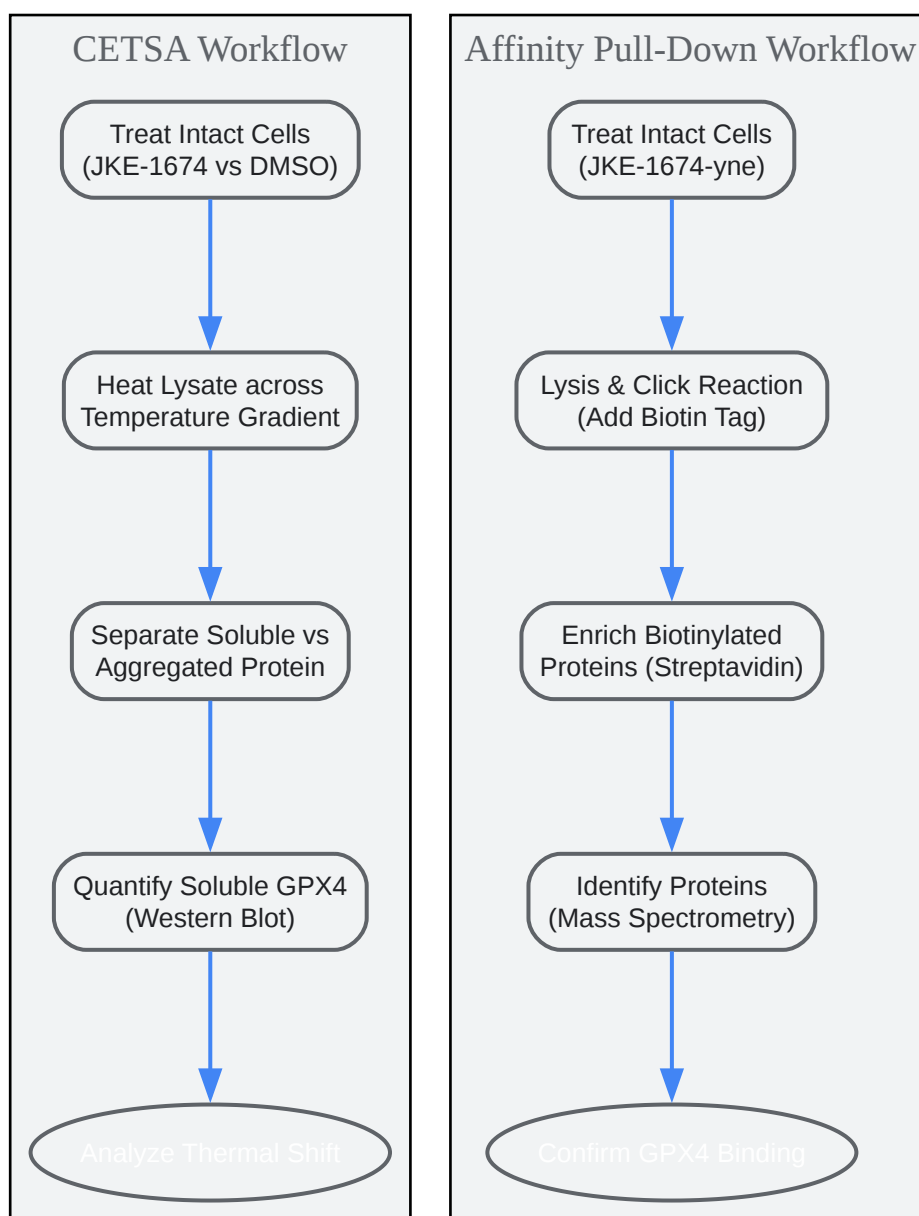 CETSA Workflow
Treat Intact Cells
(JKE-1674 vs DMSO)
Heat Lysate across
Temperature Gradient
Separate Soluble vs
Aggregated Protein
Quantify Soluble GPX4
(Western Blot)
Analyze Thermal Shift
Affinity Pull-Down Workflow
Treat Intact Cells
(JKE-1674-yne)
Lysis & Click Reaction
(Add Biotin Tag)
Enrich Biotinylated
Proteins (Streptavidin)
Identify Proteins
(Mass Spectrometry)
Confirm GPX4 Binding